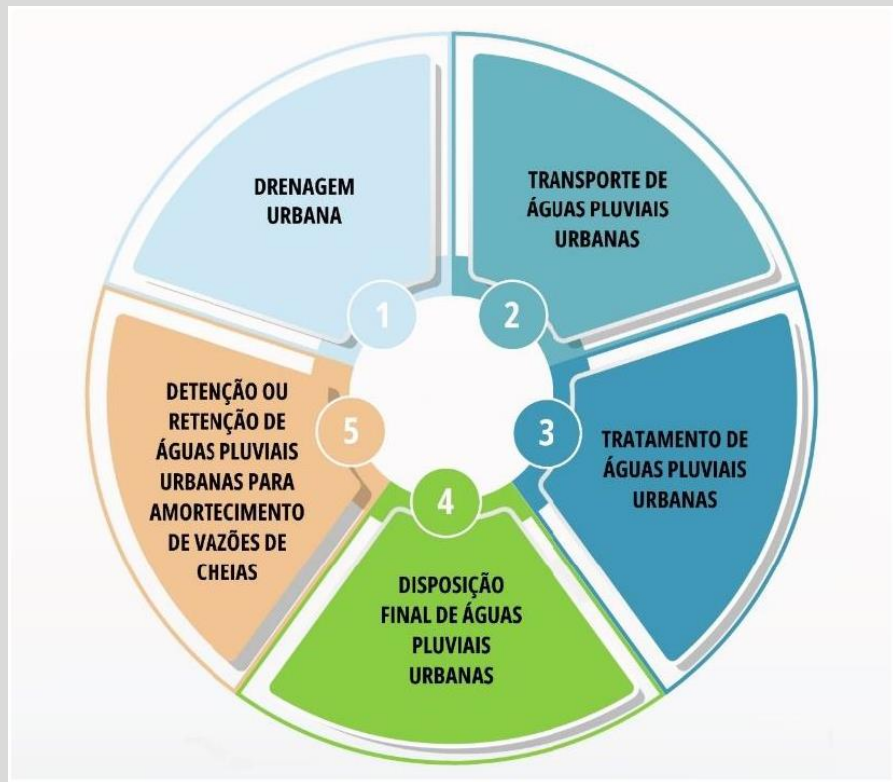 DRENAGEM
URBANA
1
TRANSPORTE DE
ÁGUAS PLUVIAIS
URBANAS
2
TRATAMENTO DE
ÁGUAS PLUVIAIS
URBANAS
3
DISPOSIÇÃO
FINAL DE ÁGUAS
PLUVIAIS
URBANAS
4
DETENÇÃO OU
RETENÇÃO DE
ÁGUAS PLUVIAIS
URBANAS PARA
AMORTECIMENTO
DE VAZÕES DE
CHEIAS
5